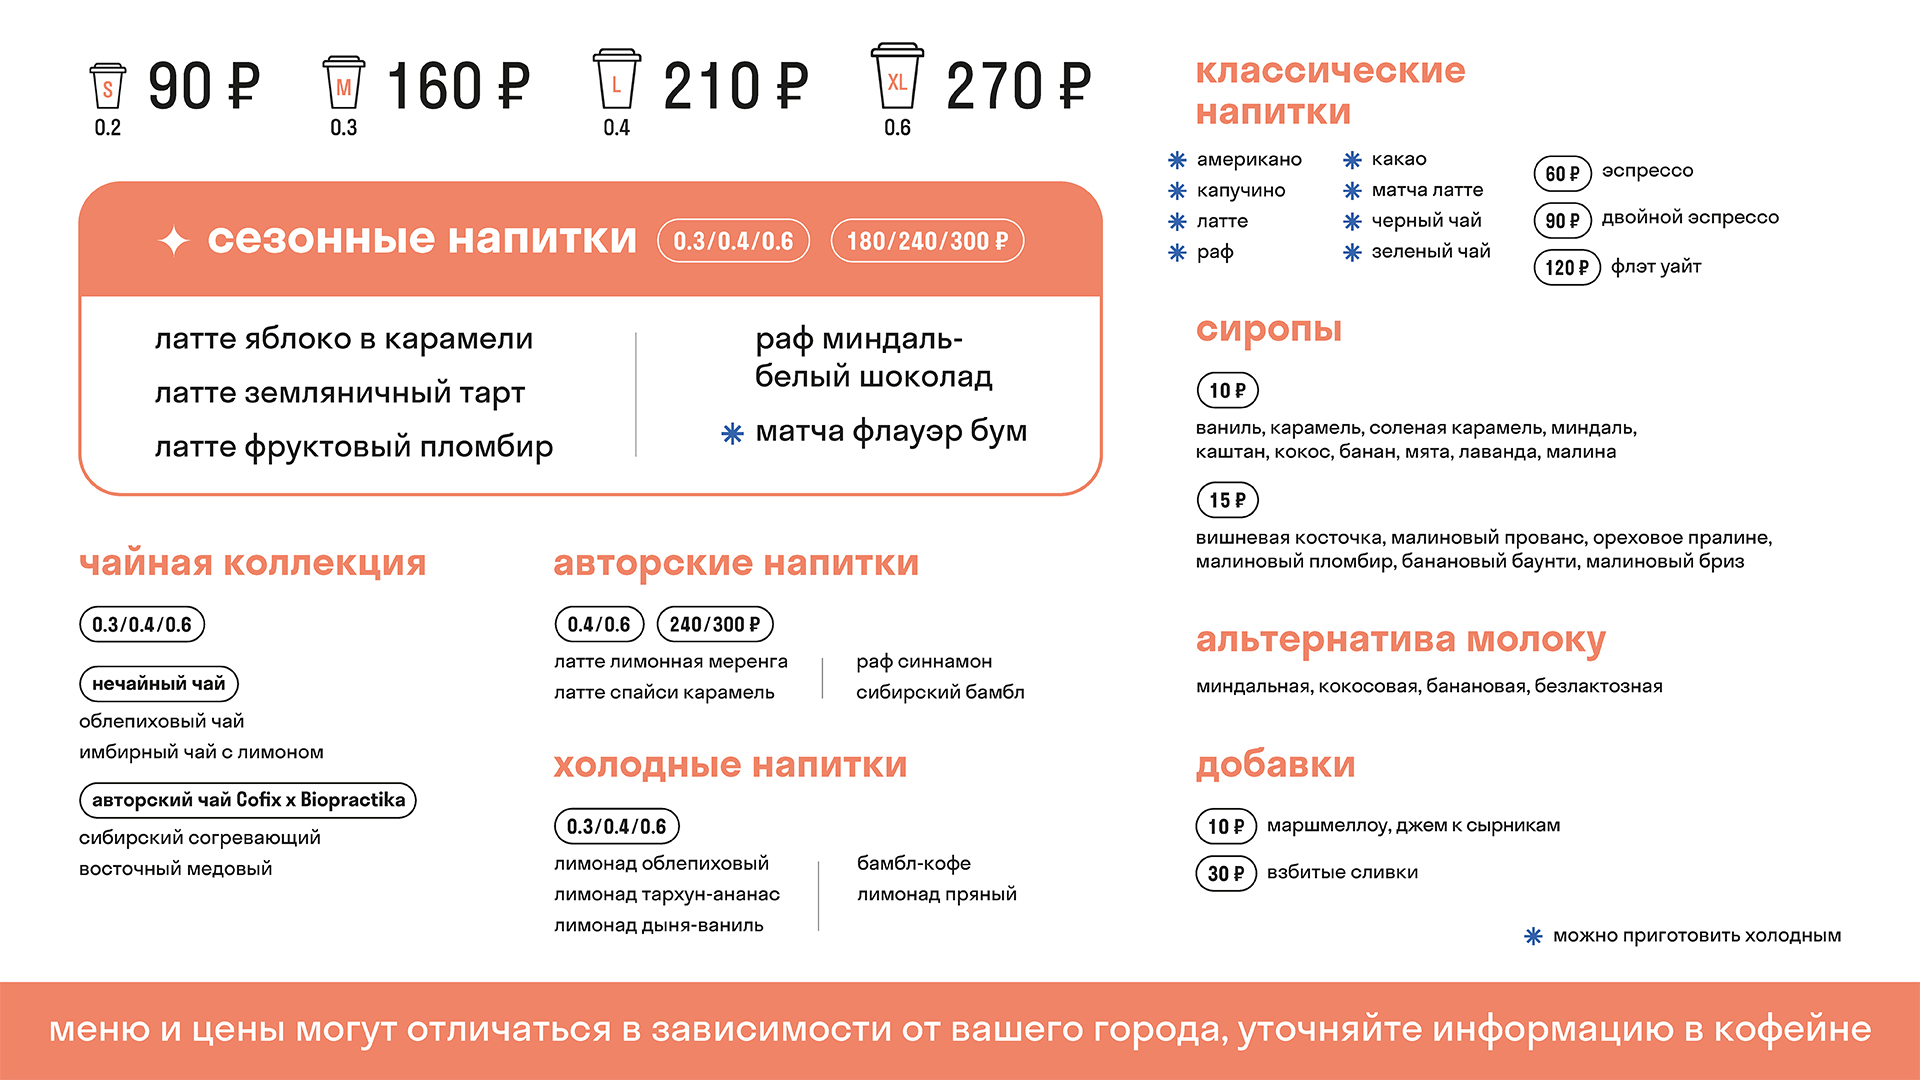 S 90 ₽ M 160 ₽ L 210 ₽ XL 270 ₽
0.2 0.3 0.4 0.6
сезонные напитки 0.3/0.4/0.6 180/240/300 ₽
латте яблоко в карамели
латте земляничный тарт
латте фруктовый пломбир
раф миндаль-
белый шоколад
матча флауэр бум
чайная коллекция
0.3/0.4/0.6
нечайный чай
облепиховый чай
имбирный чай с лимоном
авторский чай Cofix x Biopractika
сибирский согревающий
восточный медовый
авторские напитки
0.4/0.6 240/300 ₽
латте лимонная меренга
латте спайси карамель
раф синнамон
сибирский бамбл
холодные напитки
0.3/0.4/0.6
лимонад облепиховый
лимонад тархун-ананас
лимонад дыня-ваниль
бамбл-кофе
лимонад пряный
классические
напитки
американо
капучино
латте
раф
какао
матча латте
черный чай
зеленый чай
60 ₽ эспрессо
90 ₽ двойной эспрессо
120 ₽ флэт уайт
сиропы
10 ₽
ваниль, карамель, соленая карамель, миндаль,
каштан, кокос, банан, мята, лаванда, малина
15 ₽
вишневая косточка, малиновый прованс, ореховое пралине,
малиновый пломбир, банановый баунти, малиновый бриз
альтернатива молоку
миндальная, кокосовая, банановая, безлактозная
добавки
10 ₽ маршмеллоу, джем к сырникам
30 ₽ взбитые сливки
можно приготовить холодным
меню и цены могут отличаться в зависимости от вашего города, уточняйте информацию в кофейне